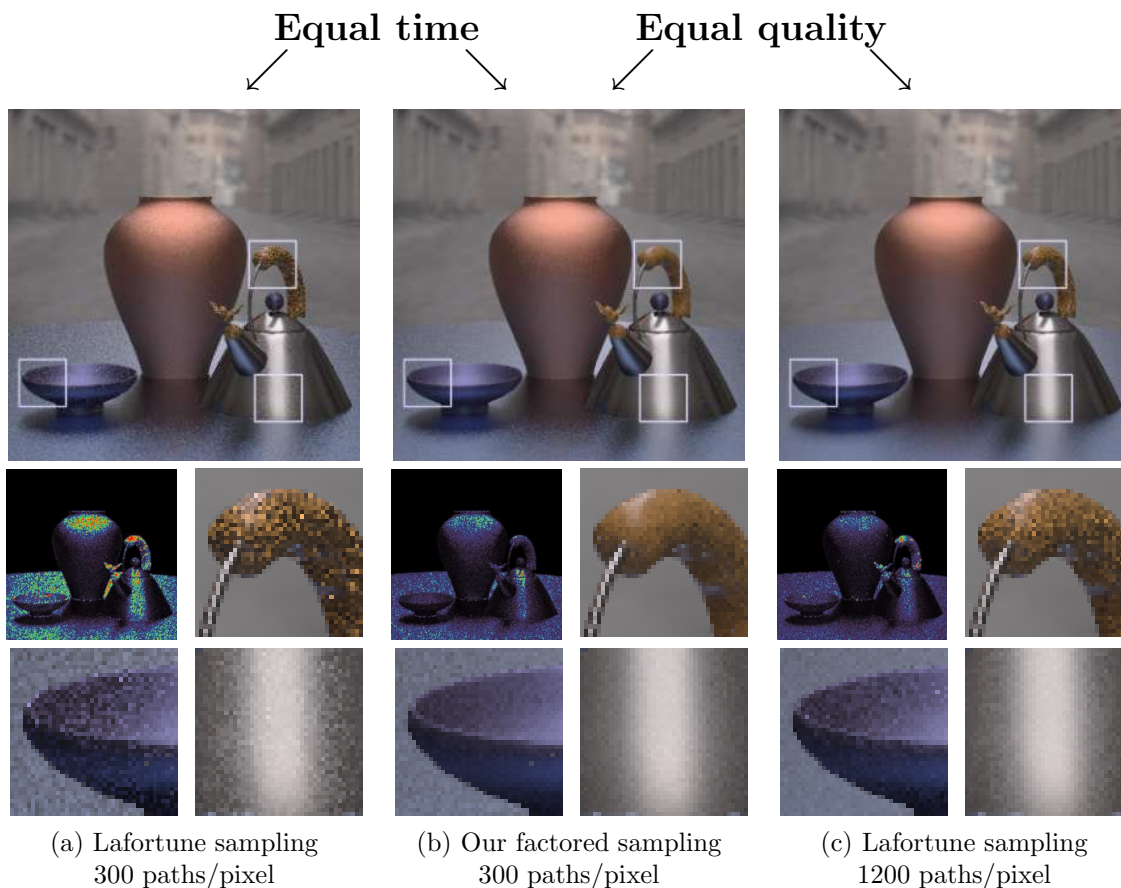 Equal time
Equal quality
(a) Lafortune sampling
300 paths/pixel
(b) Our factored sampling
300 paths/pixel
(c) Lafortune sampling
1200 paths/pixel